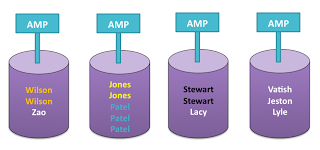 AMP
AMP
AMP
AMP
Wilson
Wilson
Zao
Jones
Jones
Patel
Patel
Patel
Stewart
Stewart
Lacy
Vatish
Jeston
Lyle